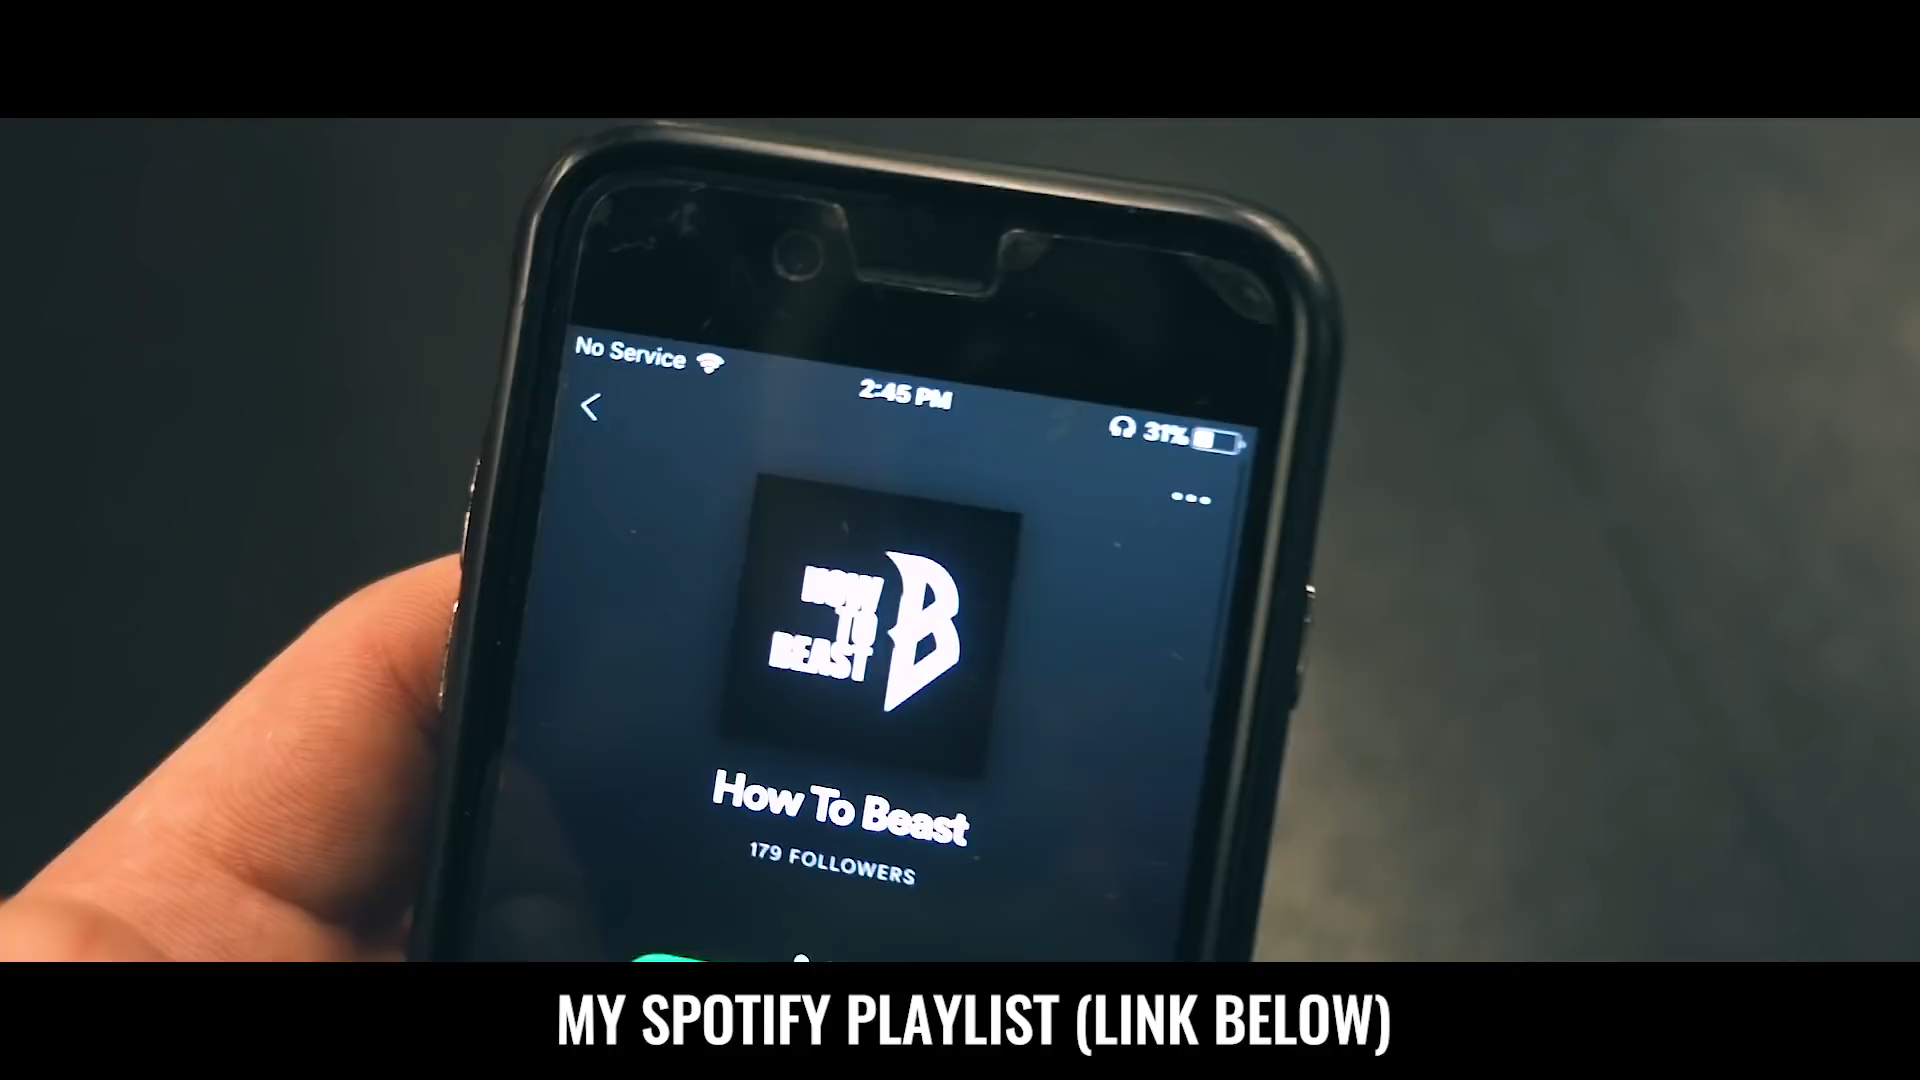 No Service
2:45 PM
31%
HOW
TO
BEAST
B
How To Beast
179 FOLLOWERS
MY SPOTIFY PLAYLIST (LINK BELOW)